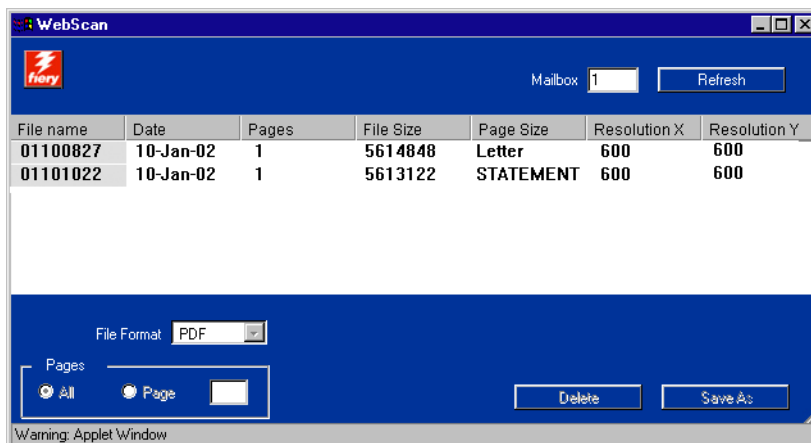 WebScan
fiery
Mailbox 1 Refresh
File name Date Pages File Size Page Size Resolution X Resolution Y
01100827 10-Jan-02 1 5614848 Letter 600 600
01101022 10-Jan-02 1 5613122 STATEMENT 600 600
File Format PDF
Pages
All Page
Delete Save As
Warning: Applet Window